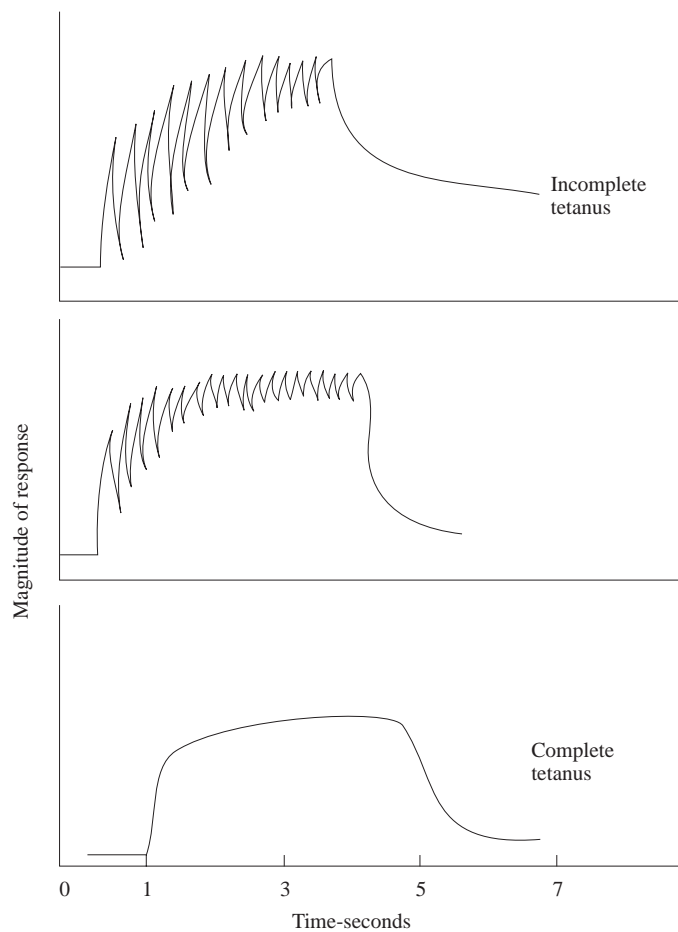 Incomplete
tetanus
Magnitude of response
Complete
tetanus
0 1 3 5 7
Time-seconds